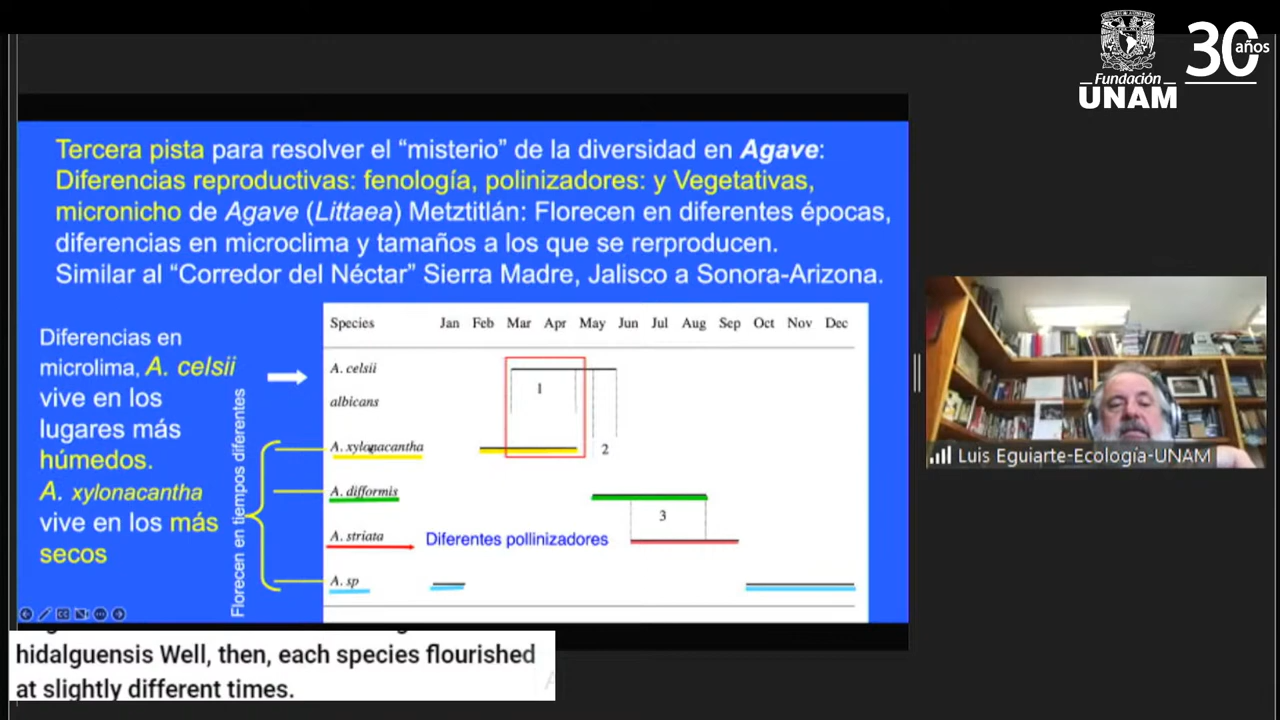 Fundación
UNAM
30 años
Tercera pista para resolver el “misterio” de la diversidad en Agave:
Diferencias reproductivas: fenología, polinizadores: y Vegetativas,
micronicho de Agave (Littaea) Metztitlán: Florecen en diferentes épocas,
diferencias en microclima y tamaños a los que se rerproducen.
Similar al “Corredor del Néctar” Sierra Madre, Jalisco a Sonora-Arizona.
Diferencias en
microlima, A. celsii
vive en los
lugares más
húmedos.
A. xylonacantha
vive en los más
secos
Florecen en tiempos diferentes
Species Jan Feb Mar Apr May Jun Jul Aug Sep Oct Nov Dec
A. celsii
1
albicans
A. xylonacantha
2
A. difformis
3
A. striata
Diferentes pollinizadores
A. sp
Luis Eguiarte-Ecología-UNAM
hidalguensis Well, then, each species flourished
at slightly different times.